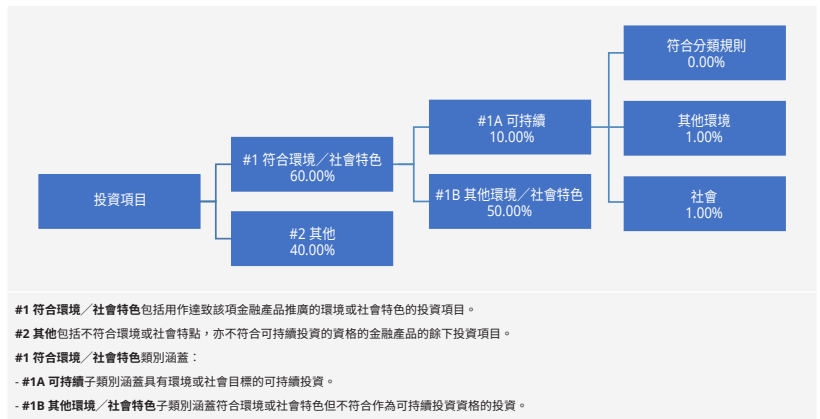 符合分類規則
0.00%
#1A 可持續
10.00%
其他環境
1.00%
#1 符合環境／社會特色
60.00%
投資項目
#1B 其他環境／社會特色
50.00%
社會
1.00%
#2 其他
40.00%
#1 符合環境／社會特色包括用作達致該項金融產品推廣的環境或社會特色的投資項目。
#2 其他包括不符合環境或社會特點，亦不符合可持續投資的資格的金融產品的餘下投資項目。
#1 符合環境／社會特色類別涵蓋：
- #1A 可持續子類別涵蓋具有環境或社會目標的可持續投資。
- #1B 其他環境／社會特色子類別涵蓋符合環境或社會特色但不符合作為可持續投資資格的投資。